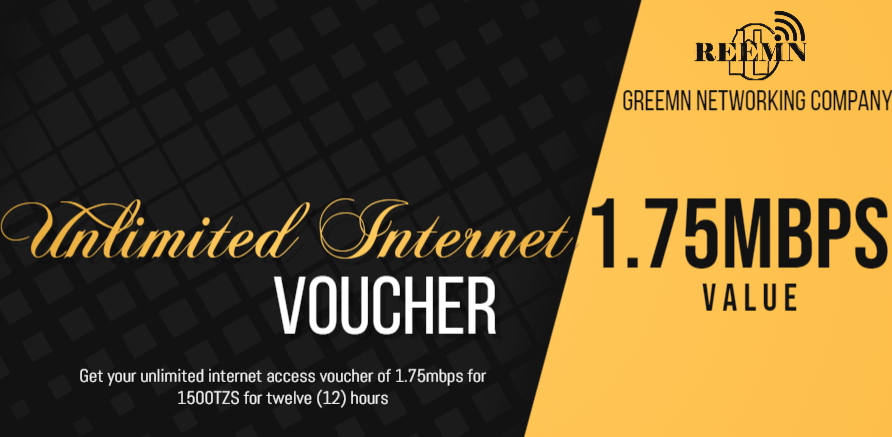 REEMN
GREEMN NETWORKING COMPANY
Unlimited Internet
VOUCHER
1.75MBPS
VALUE
Get your unlimited internet access voucher of 1.75mbps for
1500TZS for twelve (12) hours